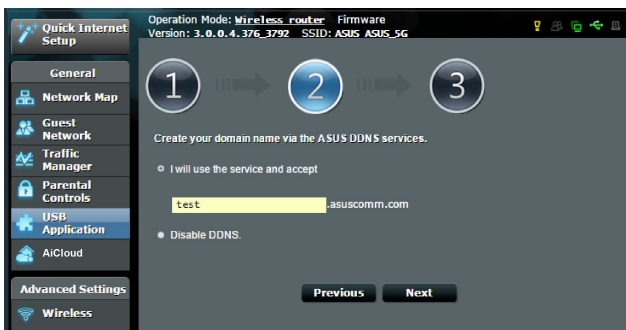 Quick Internet Setup
Operation Mode: Wireless router Firmware
Version: 3.0.0.4.376_3792 SSID: ASUS ASUS_5G
General
Network Map
Guest
Network
Traffic
Manager
Parental
Controls
USB
Application
AiCloud
Advanced Settings
Wireless
1
2
3
Create your domain name via the ASUS DDNS services.
I will use the service and accept
test .asuscomm.com
Disable DDNS.
Previous Next